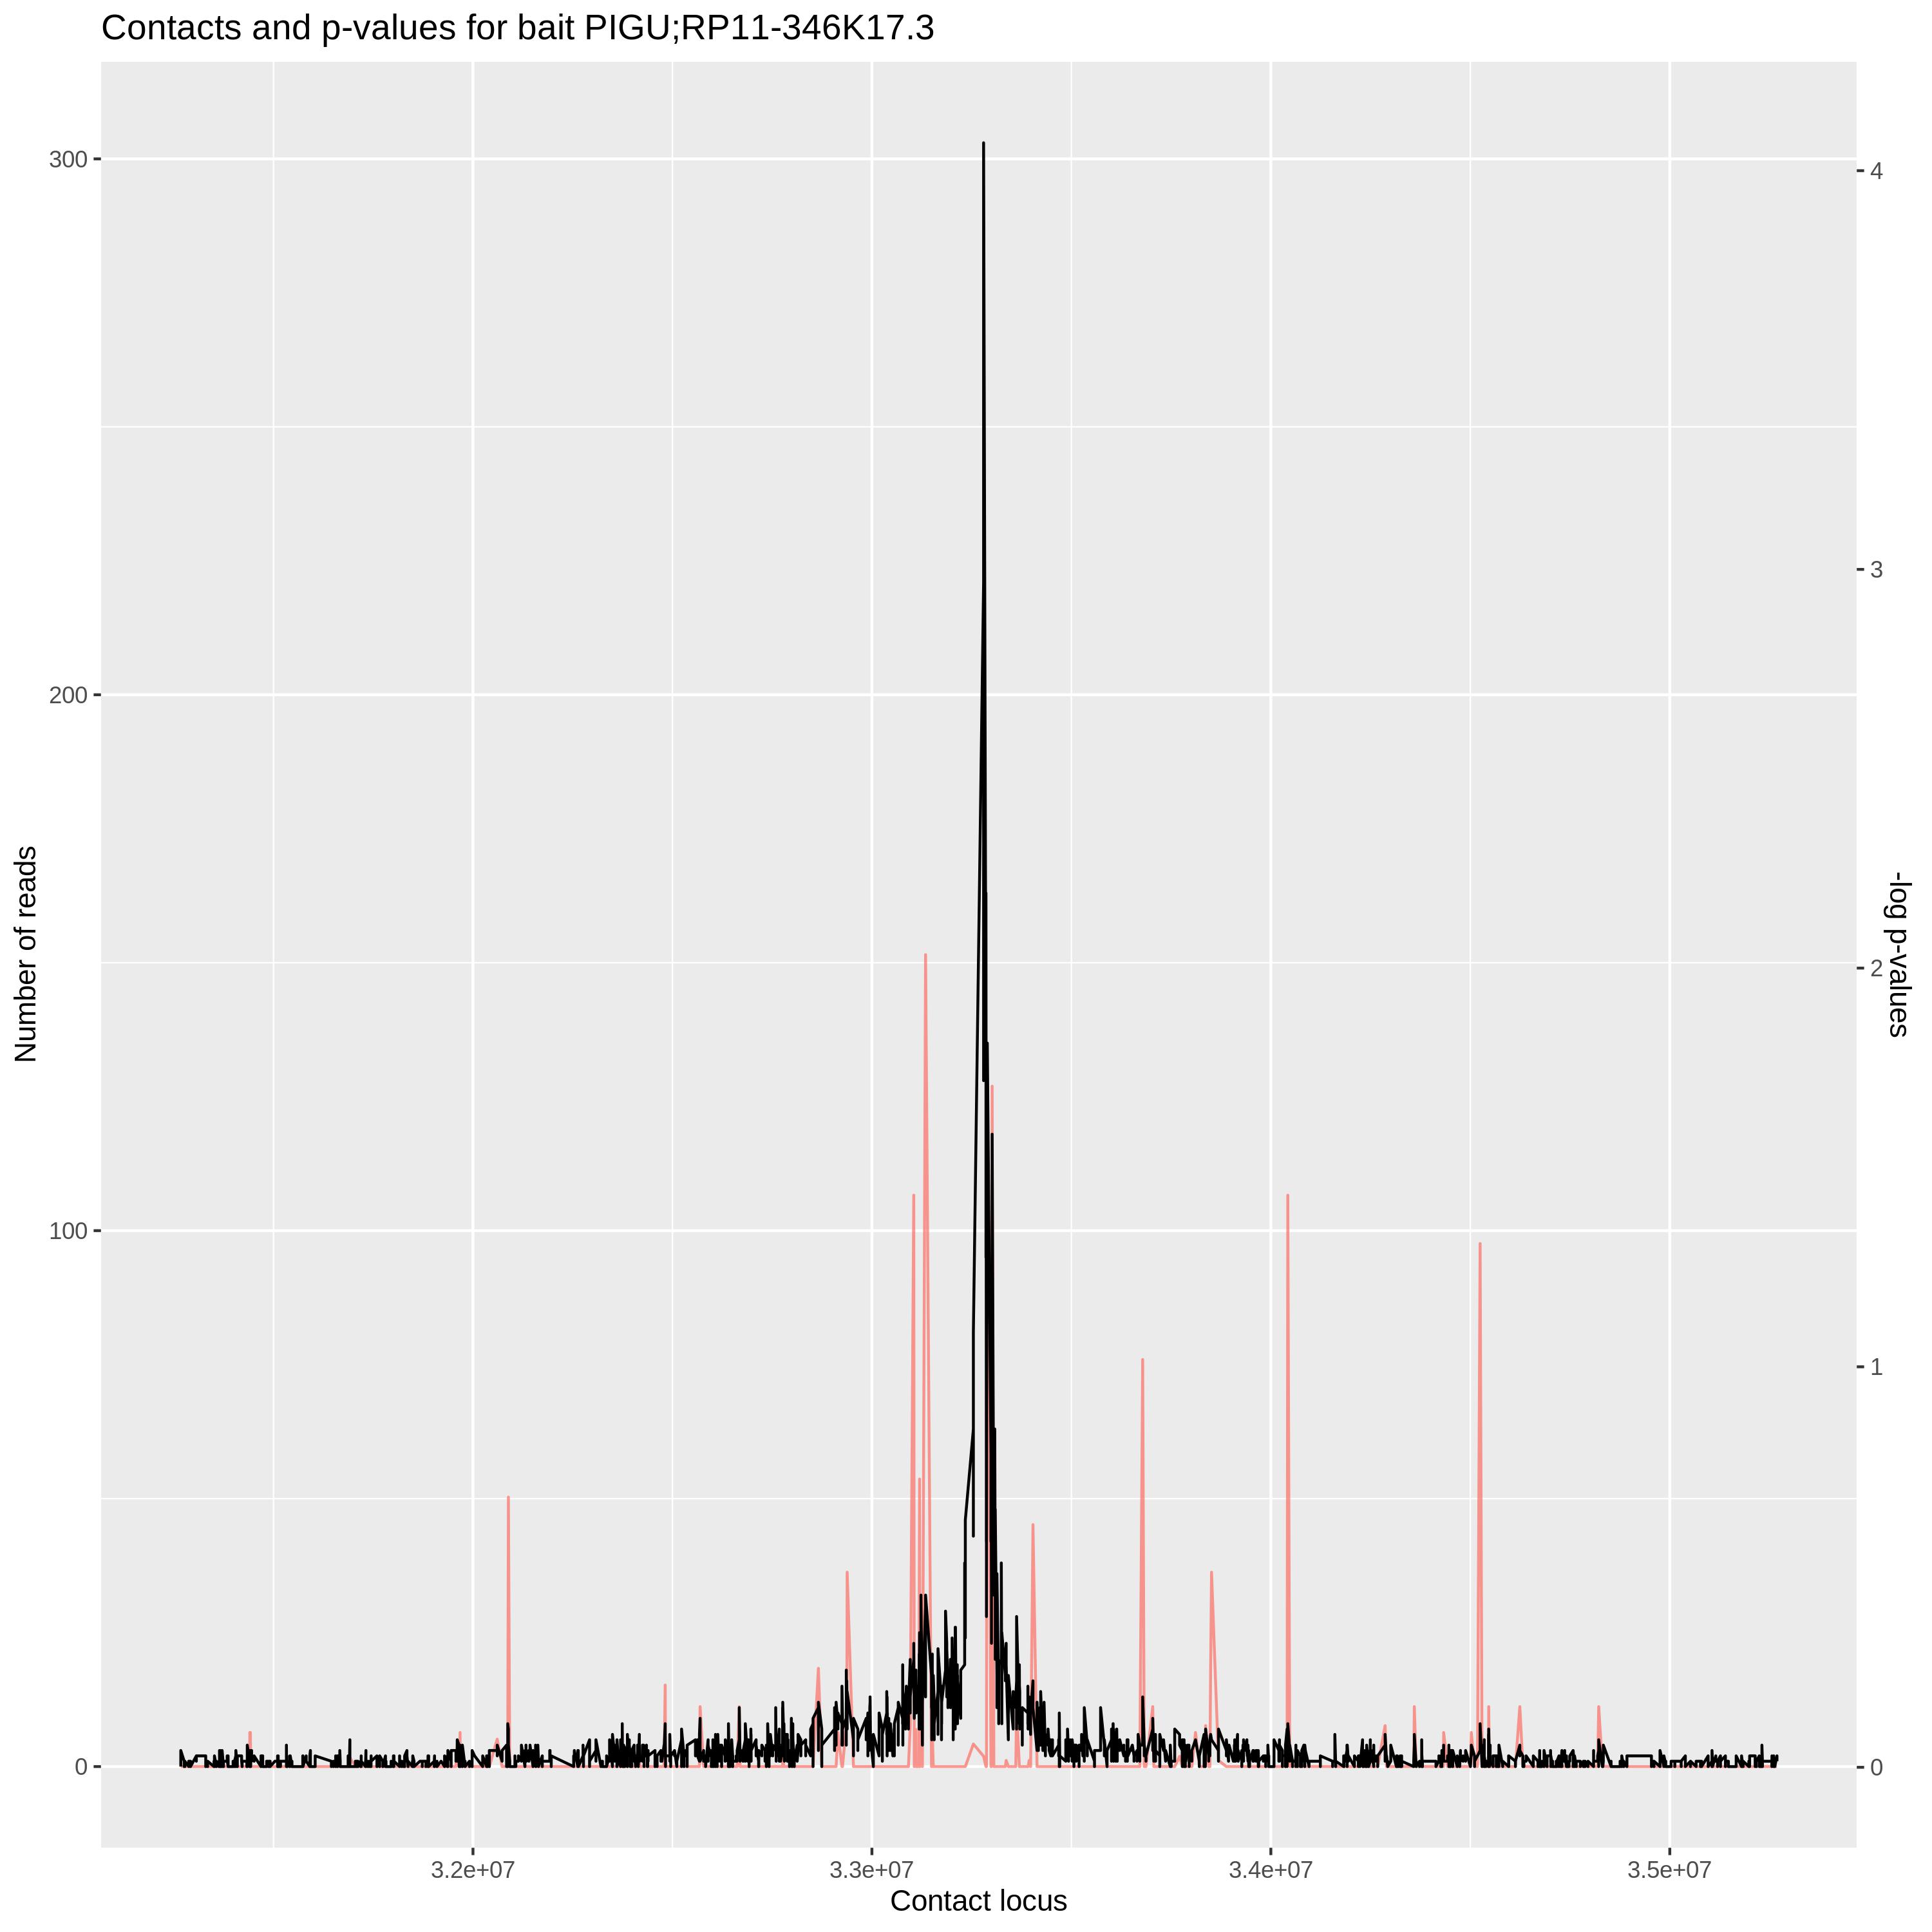 Contacts and p-values for bait PIGU;RP11-346K17.3
300
200
100
0
Number of reads
4
3
2
1
0
-log p-values
3.2e+07
3.3e+07
3.4e+07
3.5e+07
Contact locus